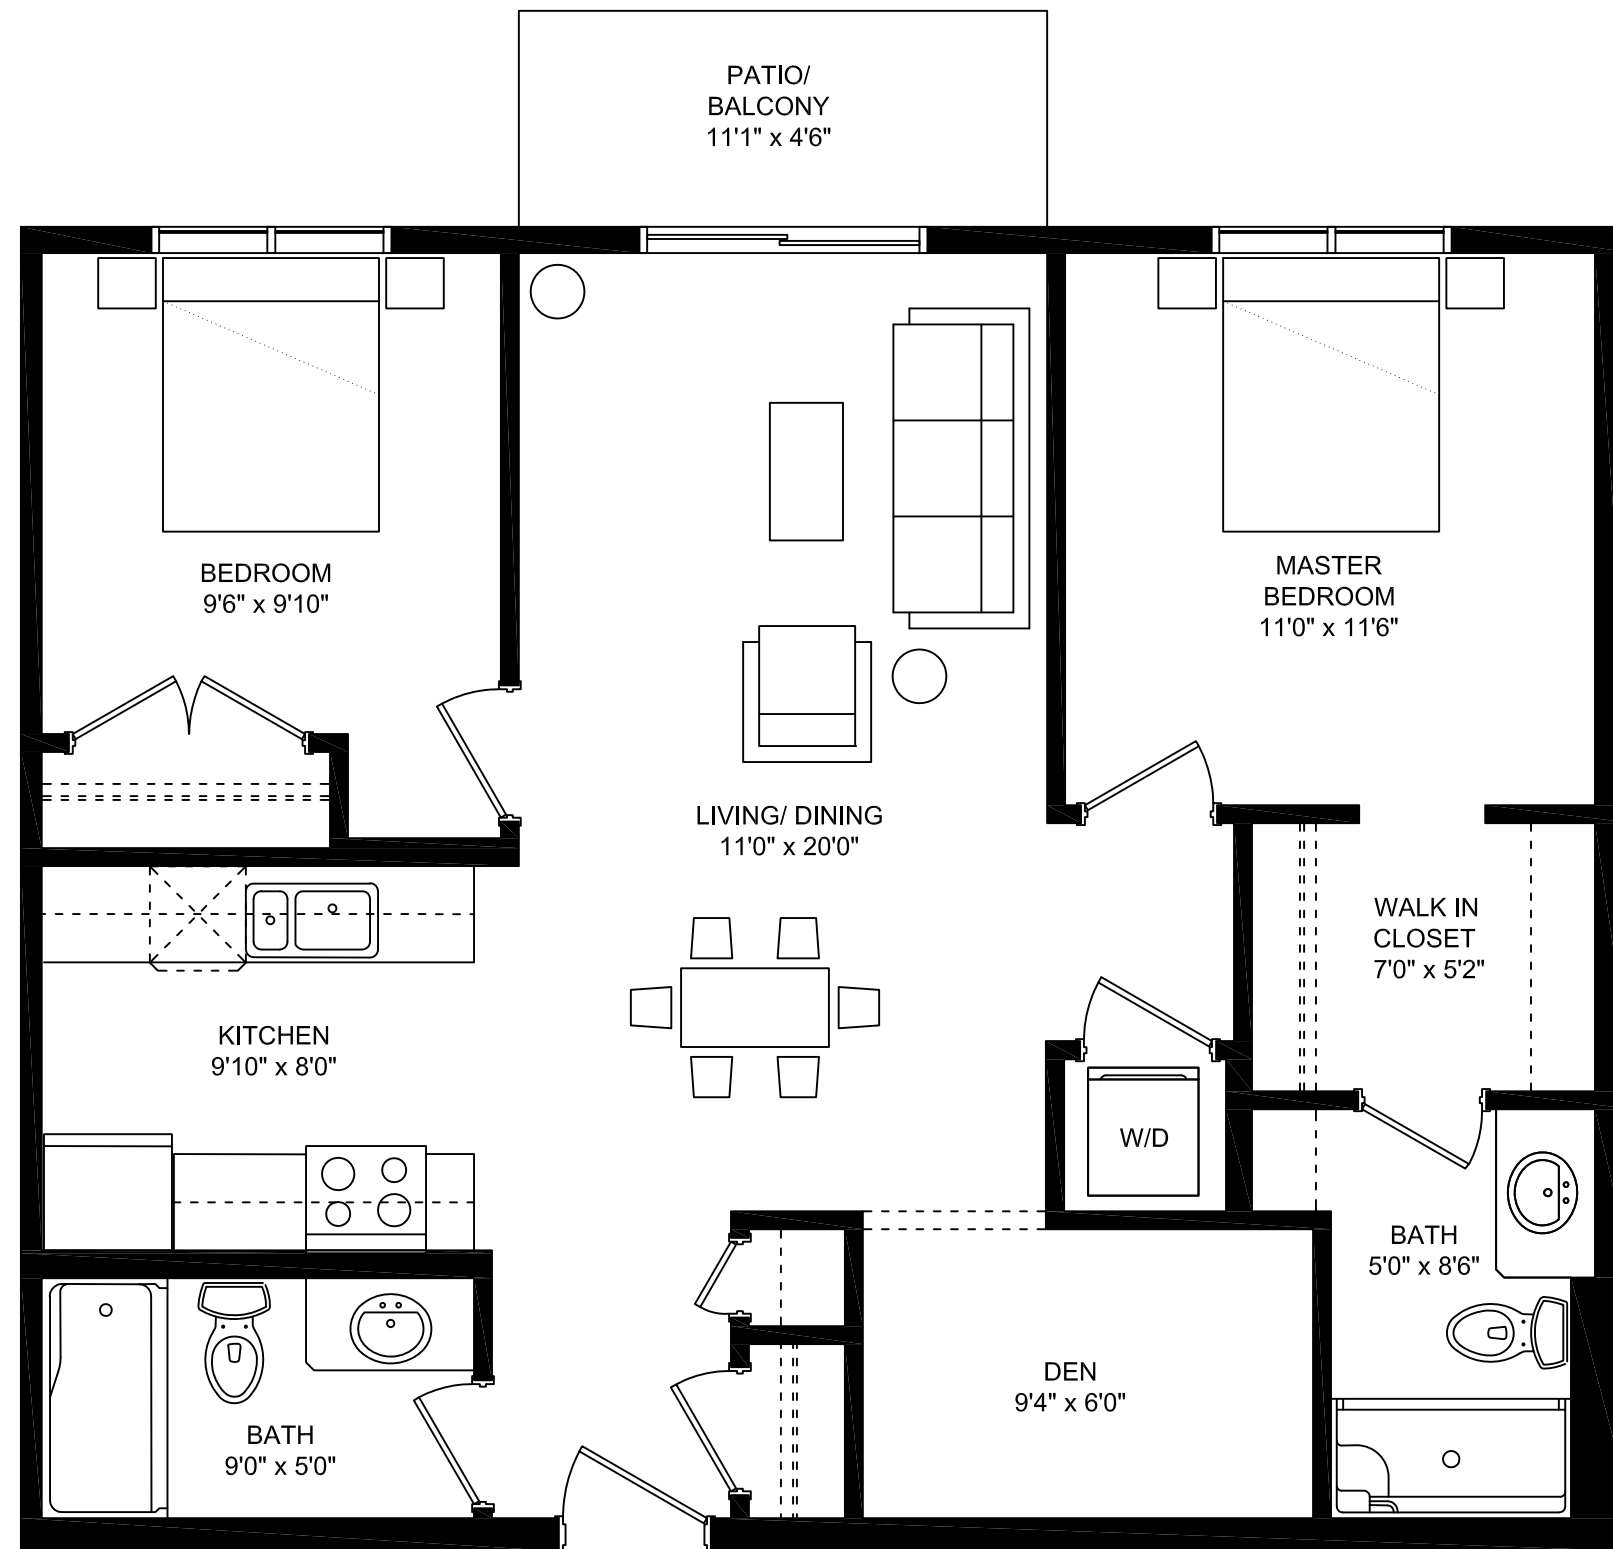 PATIO/
BALCONY
11'1" x 4'6"
BEDROOM
9'6" x 9'10"
MASTER
BEDROOM
11'0" x 11'6"
LIVING/ DINING
11'0" x 20'0"
WALK IN
CLOSET
7'0" x 5'2"
KITCHEN
9'10" x 8'0"
W/D
BATH
5'0" x 8'6"
DEN
9'4" x 6'0"
BATH
9'0" x 5'0"